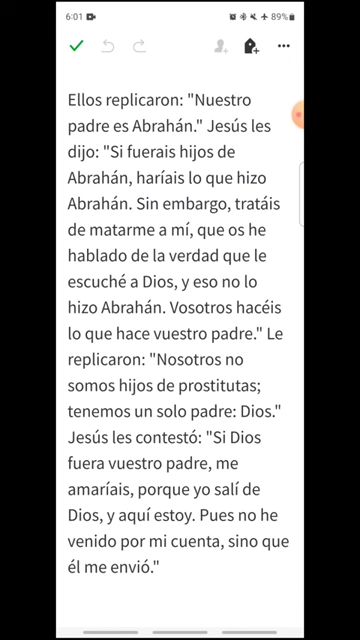 6:01
89%
Ellos replicaron: "Nuestro
padre es Abrahán." Jesús les
dijo: "Si fuerais hijos de
Abrahán, haríais lo que hizo
Abrahán. Sin embargo, tratáis
de matarme a mí, que os he
hablado de la verdad que le
escuché a Dios, y eso no lo
hizo Abrahán. Vosotros hacéis
lo que hace vuestro padre." Le
replicaron: "Nosotros no
somos hijos de prostitutas;
tenemos un solo padre: Dios."
Jesús les contestó: "Si Dios
fuera vuestro padre, me
amaríais, porque yo salí de
Dios, y aquí estoy. Pues no he
venido por mi cuenta, sino que
él me envió."